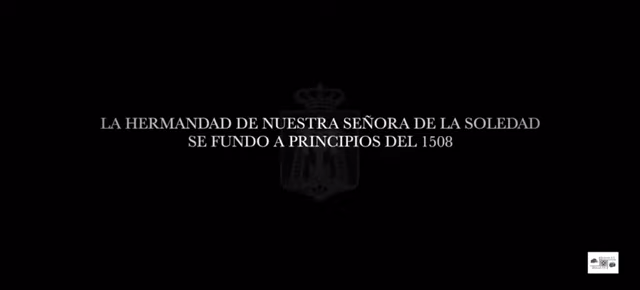 LA HERMANDAD DE NUESTRA SEÑORA DE LA SOLEDAD
SE FUNDO A PRINCIPIOS DEL 1508